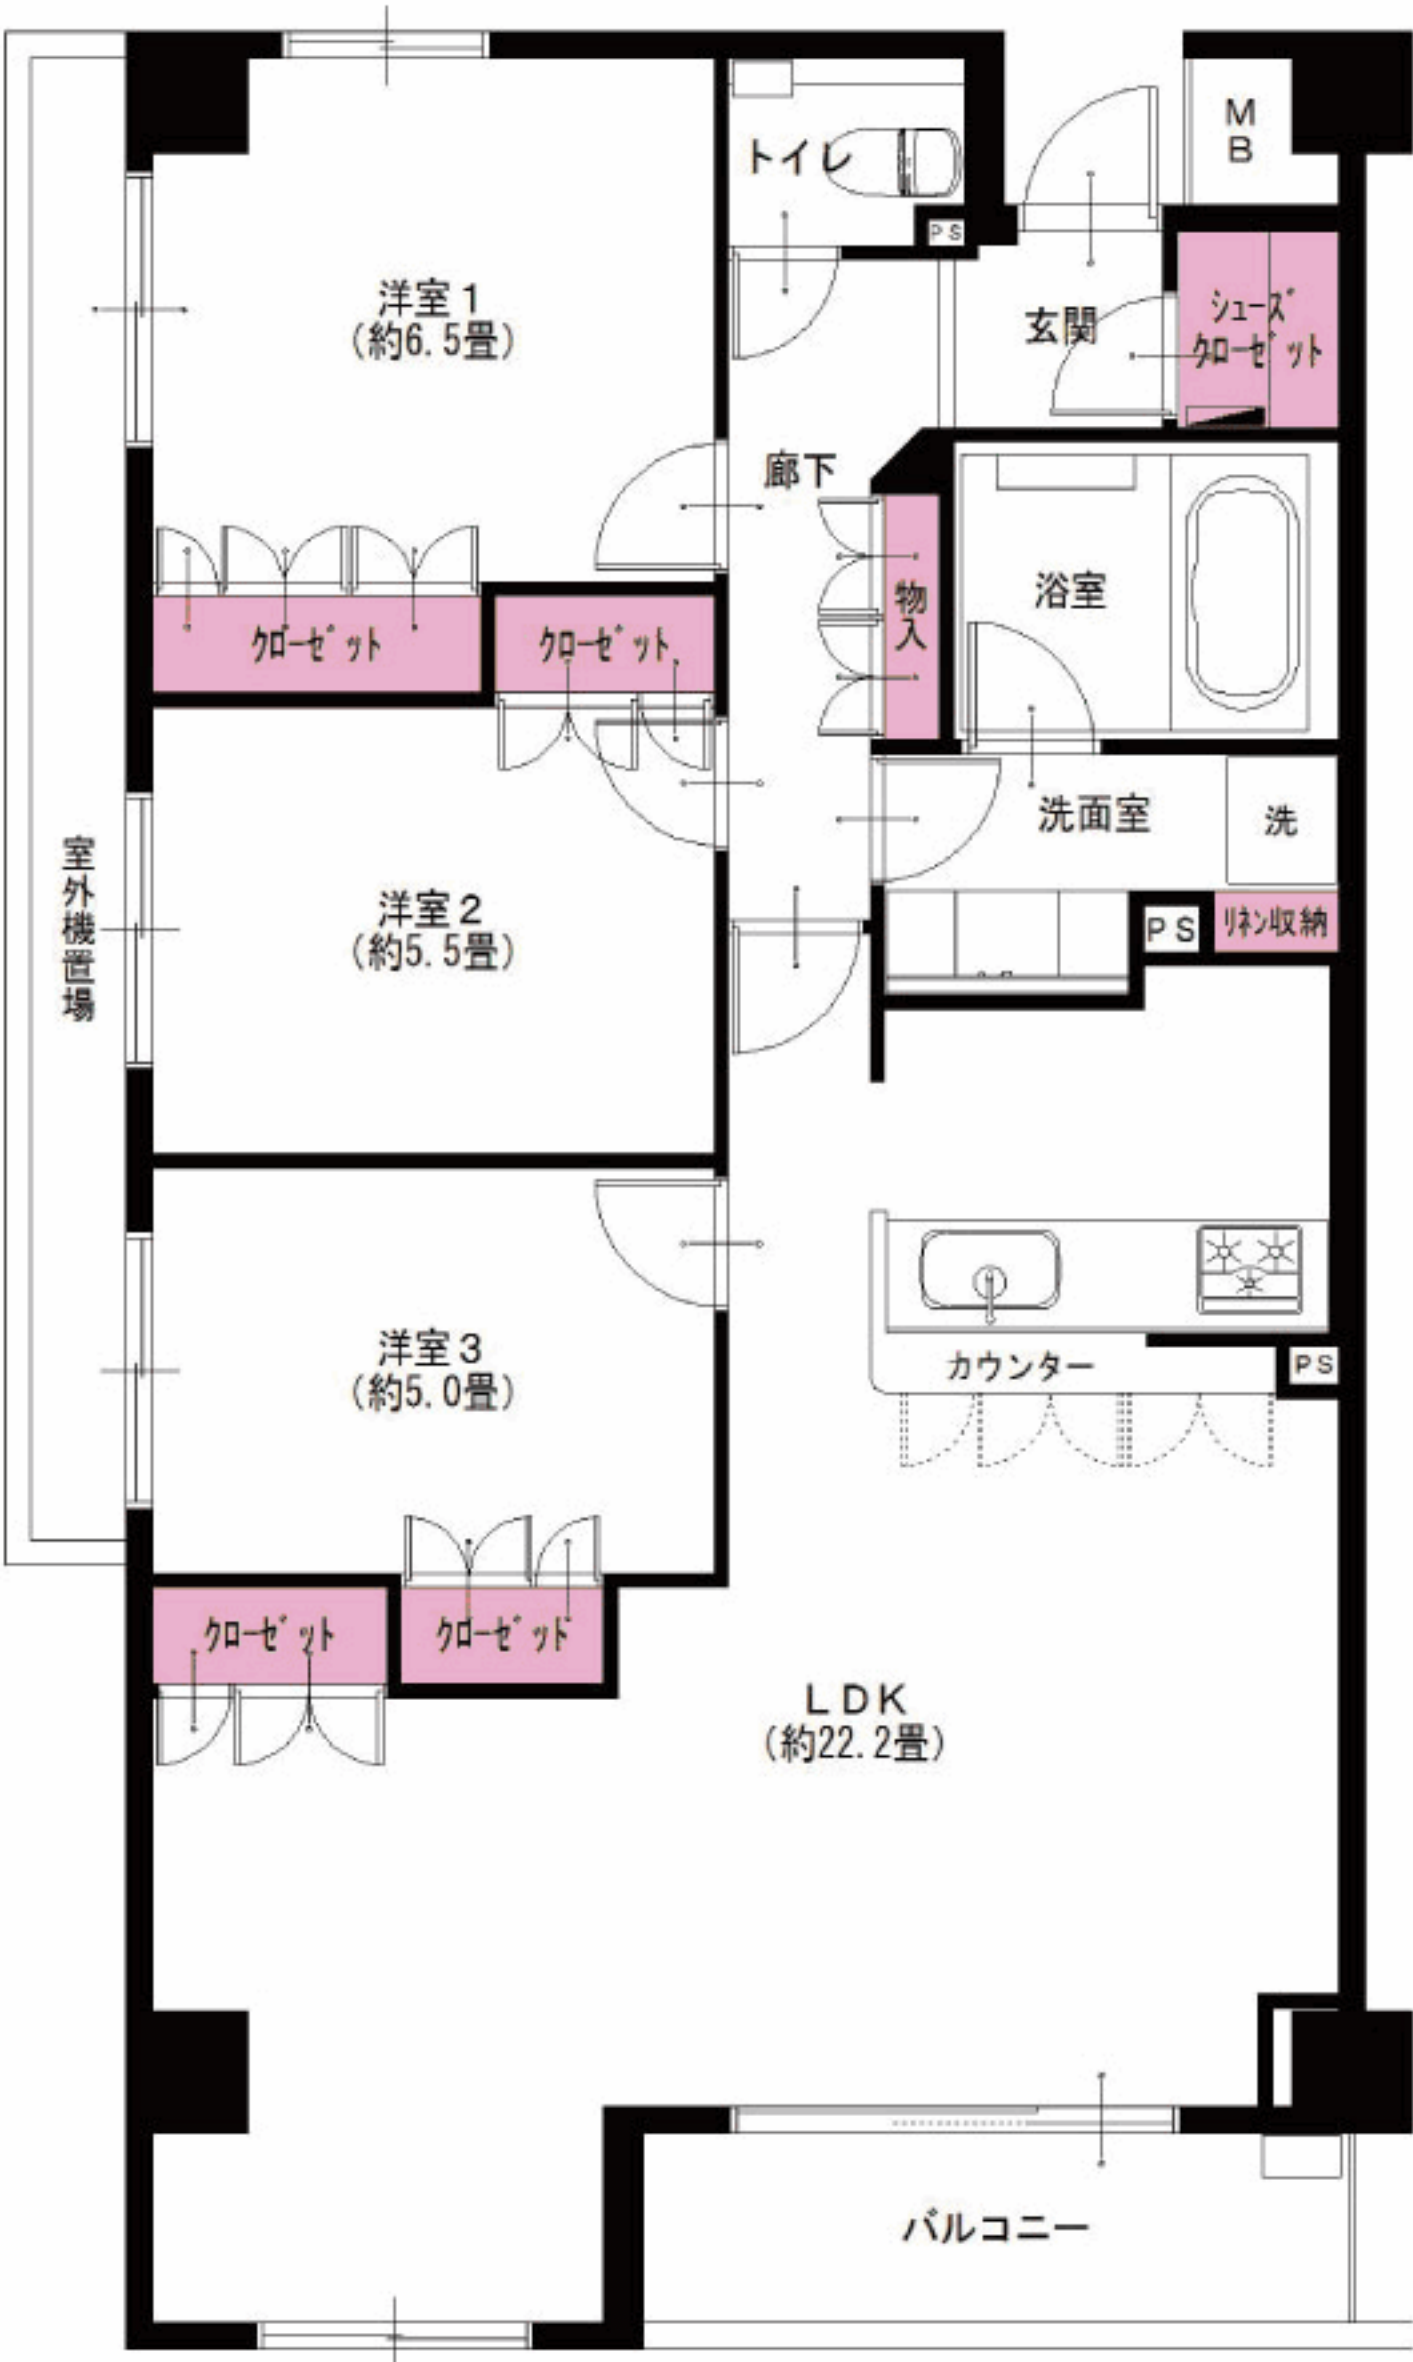 MB
トイレ
PS
洋室1
(約6.5畳)
玄関
シューズ
クローゼット
廊下
物入
浴室
クローゼット
クローゼット
洗面室
洗
室外機置場
洋室2
(約5.5畳)
PS
リネン収納
洋室3
(約5.0畳)
カウンター
PS
クローゼット
クローゼット
LDK
(約22.2畳)
バルコニー